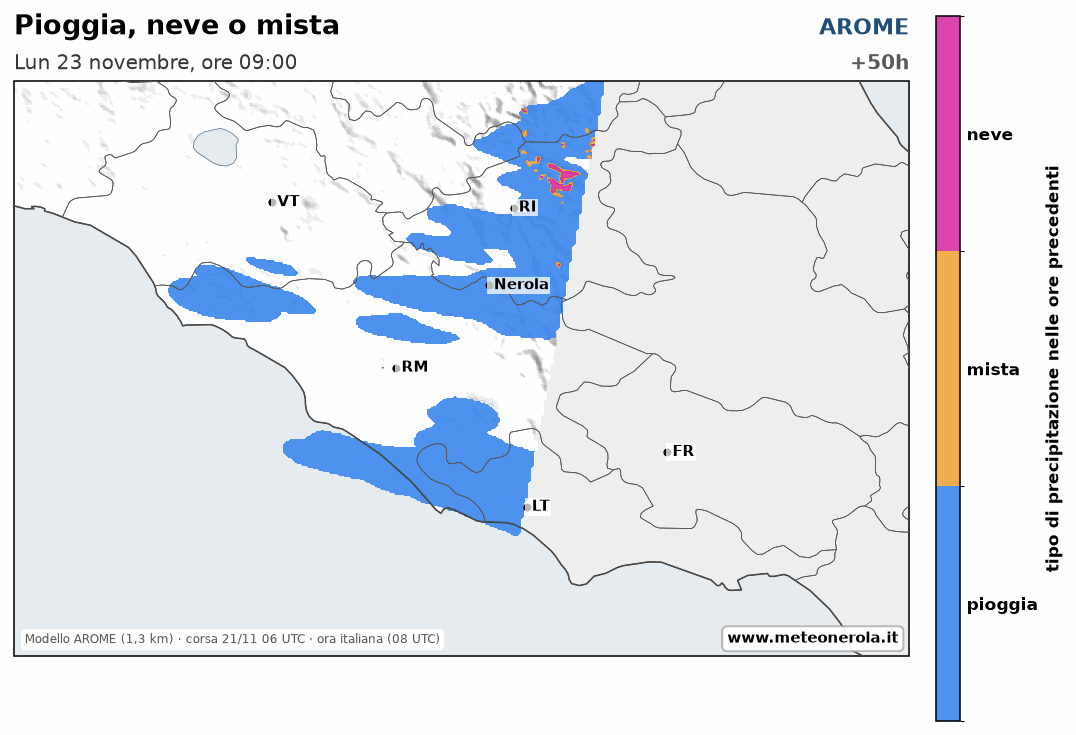 Pioggia, neve o mista
AROME
Lun 23 novembre, ore 09:00
+50h
neve
VT
RI
Nerola
mista
RM
FR
LT
pioggia
tipo di precipitazione nelle ore precedenti
Modello AROME (1,3 km) · corsa 21/11 06 UTC · ora italiana (08 UTC)
www.meteonerola.it